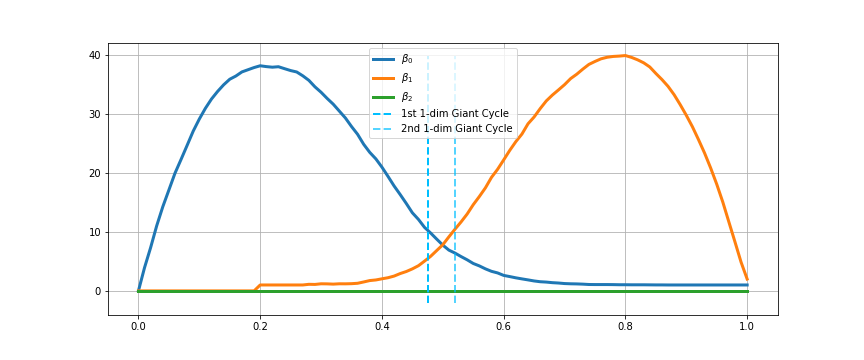 40
30
20
10
0
β₀
β₁
β₂
1st 1-dim Giant Cycle
2nd 1-dim Giant Cycle
0.0 0.2 0.4 0.6 0.8 1.0